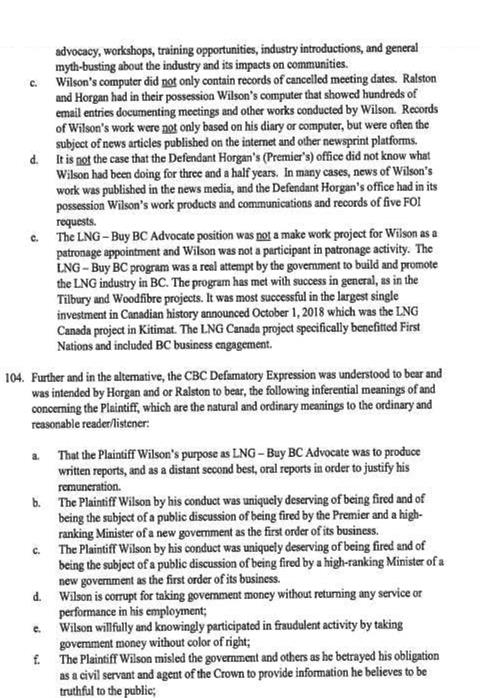 advocacy, workshops, training opportunities, industry introductions, and general
myth-busting about the industry and its impacts on communities.
c. Wilson's computer did not only contain records of cancelled meeting dates. Ralston
and Horgan had in their possession Wilson's computer that showed hundreds of
email entries documenting meetings and other works conducted by Wilson. Records
of Wilson's work were not only based on his diary or computer, but were often the
subject of news articles published on the internet and other newsprint platforms.
d. It is not the case that the Defendant Horgan's (Premier's) office did not know what
Wilson had been doing for three and a half years. In many cases, news of Wilson's
work was published in the news media, and the Defendant Horgan's office had in its
possession Wilson's work products and communications and records of five FOI
requests.
e. The LNG – Buy BC Advocate position was not a make work project for Wilson as a
patronage appointment and Wilson was not a participant in patronage activity. The
LNG – Buy BC program was a real attempt by the government to build and promote
the LNG industry in BC. The program has met with success in general, as in the
Tilbury and Woodfibre projects. It was most successful in the largest single
investment in Canadian history announced October 1, 2018 which was the LNG
Canada project in Kitimat. The LNG Canada project specifically benefitted First
Nations and included BC business engagement.
104. Further and in the alternative, the CBC Defamatory Expression was understood to bear and
was intended by Horgan and or Ralston to bear, the following inferential meanings of and
concerning the Plaintiff, which are the natural and ordinary meanings to the ordinary and
reasonable reader/listener:
a. That the Plaintiff Wilson's purpose as LNG – Buy BC Advocate was to produce
written reports, and as a distant second best, oral reports in order to justify his
remuneration.
b. The Plaintiff Wilson by his conduct was uniquely deserving of being fired and of
being the subject of a public discussion of being fired by the Premier and a high-
ranking Minister of a new government as the first order of its business.
c. The Plaintiff Wilson by his conduct was uniquely deserving of being fired and of
being the subject of a public discussion of being fired by a high-ranking Minister of a
new government as the first order of its business.
d. Wilson is corrupt for taking government money without returning any service or
performance in his employment;
e. Wilson willfully and knowingly participated in fraudulent activity by taking
government money without color of right;
f. The Plaintiff Wilson misled the government and others as he betrayed his obligation
as a civil servant and agent of the Crown to provide information he believes to be
truthful to the public;